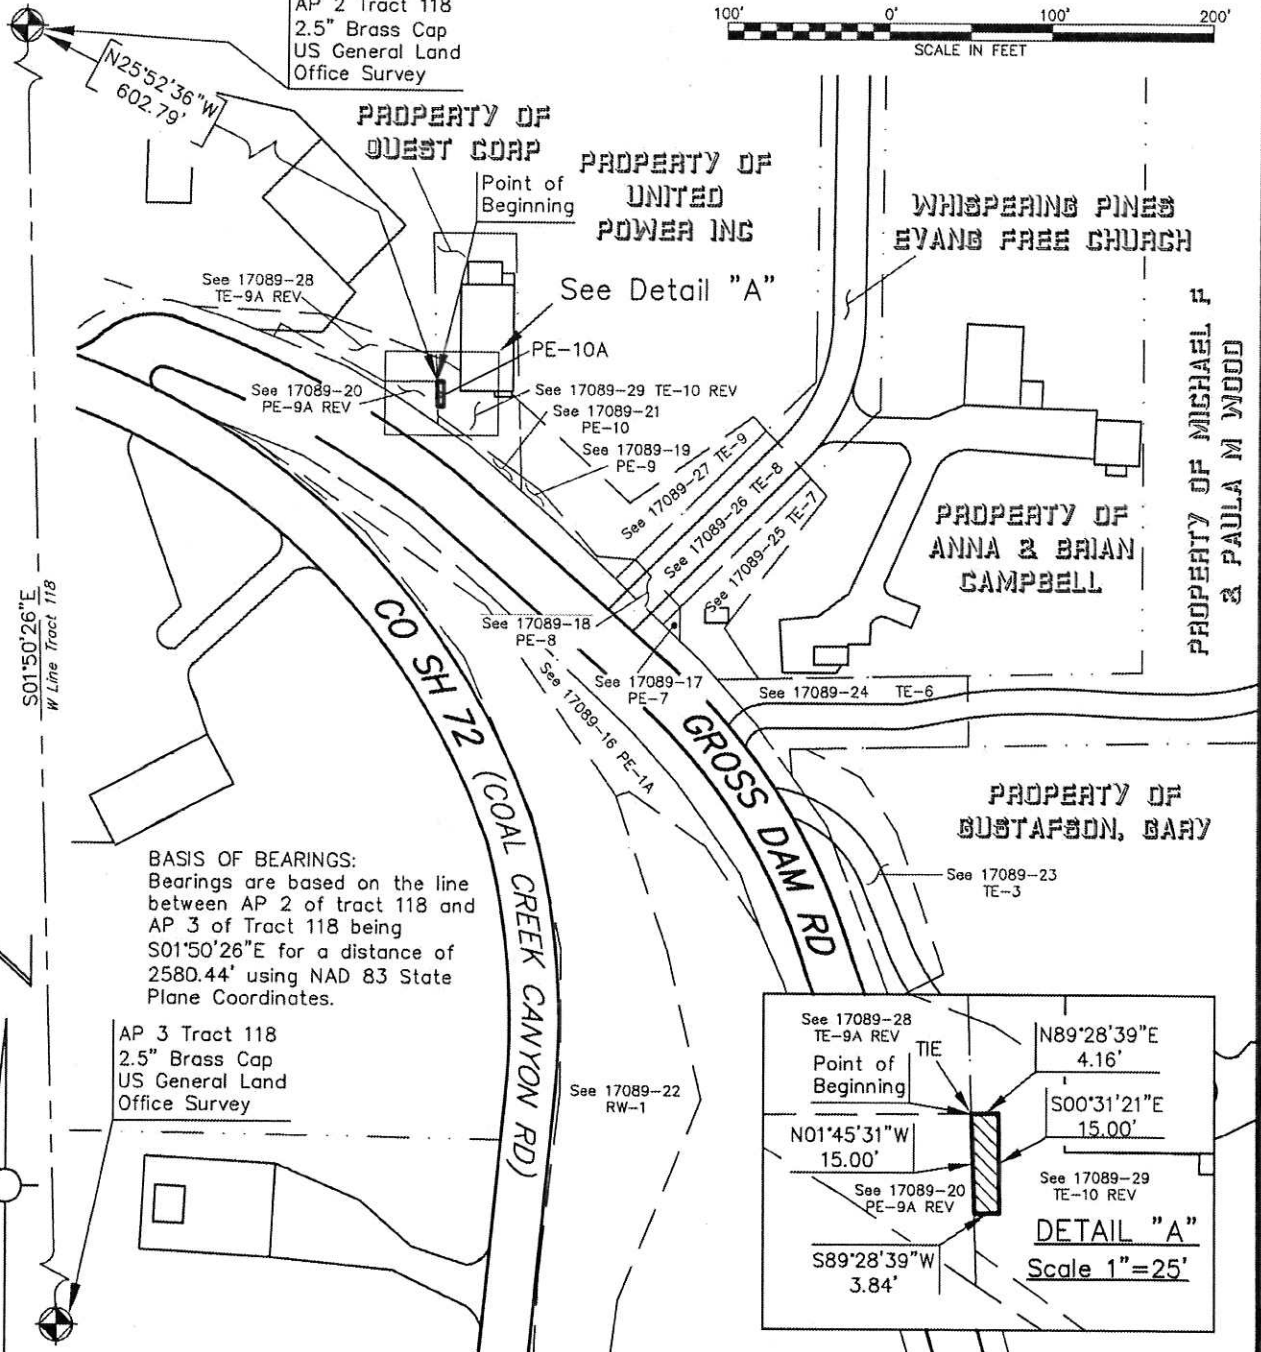 AP 2 Tract 118
2.5" Brass Cap
US General Land
Office Survey
100' 0' 100' 200'
SCALE IN FEET
N25°52'36"W
602.79'
PROPERTY OF
QUEST CORP
PROPERTY OF
UNITED
POWER INC
Point of
Beginning
WHISPERING PINES
EVANG FREE CHURCH
See 17089-28
TE-9A REV
See Detail "A"
PE-10A
See 17089-20
PE-9A REV
See 17089-29 TE-10 REV
See 17089-21
PE-10
See 17089-19
PE-9
See 17089-27 TE-9
See 17089-26 TE-8
See 17089-25 TE-7
PROPERTY OF
ANNA & BRIAN
CAMPBELL
PROPERTY OF MICHAEL F
& PAULA M WOOD
S01°50'26"E
W Line Tract 118
See 17089-18
PE-8
See 17089-17
PE-7
See 17089-24 TE-6
See 17089-16 PE-1A
CO SH 72 (COAL CREEK CANYON RD)
GROSS DAM RD
PROPERTY OF
GUSTAFSON, GARY
See 17089-23
TE-3
BASIS OF BEARINGS:
Bearings are based on the line
between AP 2 of tract 118 and
AP 3 of Tract 118 being
S01°50'26"E for a distance of
2580.44' using NAD 83 State
Plane Coordinates.
AP 3 Tract 118
2.5" Brass Cap
US General Land
Office Survey
See 17089-22
RW-1
See 17089-28
TE-9A REV
TIE
Point of
Beginning
N89°28'39"E
4.16'
S00°31'21"E
15.00'
N01°45'31"W
15.00'
See 17089-20
PE-9A REV
See 17089-29
TE-10 REV
S89°28'39"W
3.84'
DETAIL "A"
Scale 1"=25'